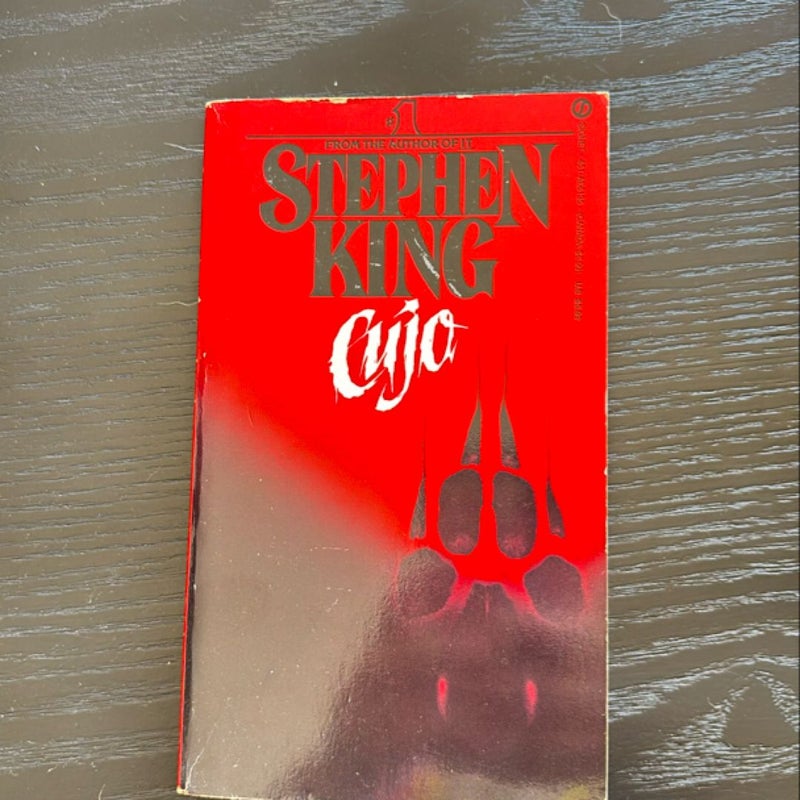 #1
FROM THE AUTHOR OF IT
STEPHEN
KING
Cujo